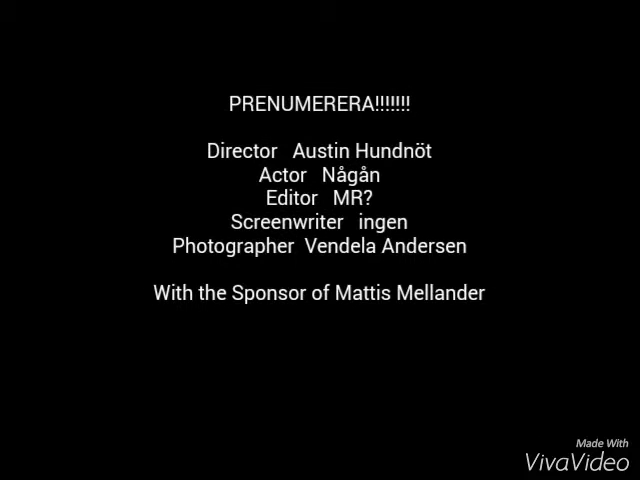 PRENUMERERA!!!!!!!
Director Austin Hundnöt
Actor Någån
Editor MR?
Screenwriter ingen
Photographer Vendela Andersen
With the Sponsor of Mattis Mellander
Made With
VivaVideo